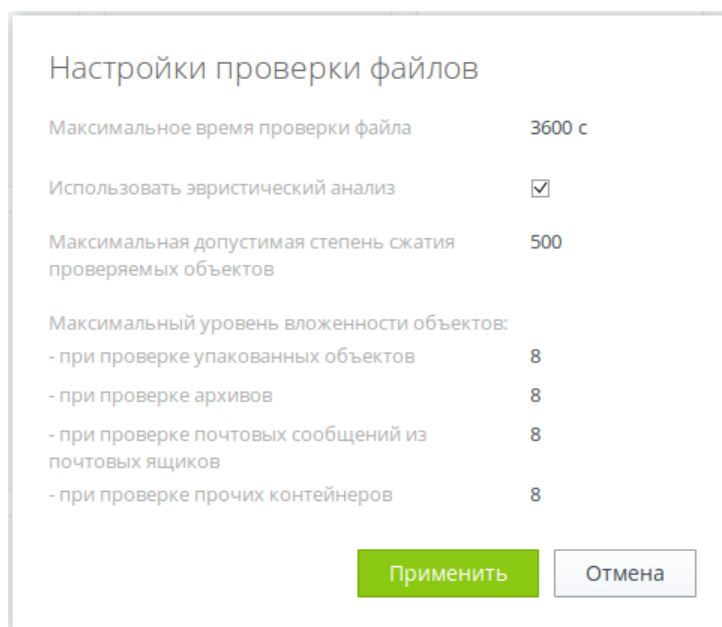 Настройки проверки файлов
Максимальное время проверки файла 3600 с
Использовать эвристический анализ
Максимальная допустимая степень сжатия 500
проверяемых объектов
Максимальный уровень вложенности объектов:
- при проверке упакованных объектов 8
- при проверке архивов 8
- при проверке почтовых сообщений из 8
почтовых ящиков
- при проверке прочих контейнеров 8
Применить Отмена